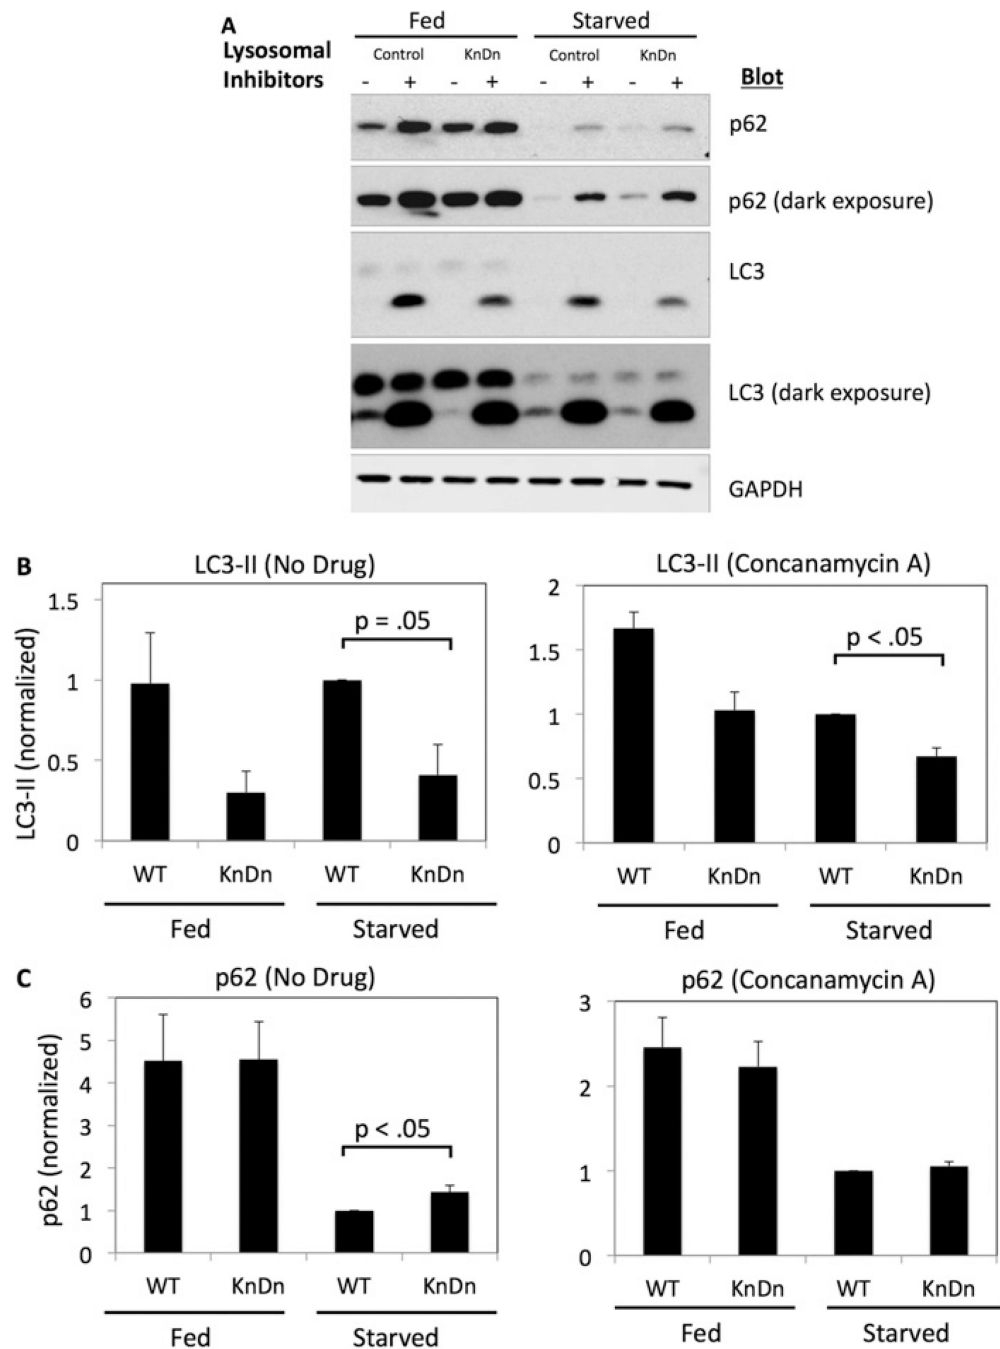 A
Fed Starved
Lysosomal Control KnDn Control KnDn
Inhibitors - + - + - + - + Blot
p62
p62 (dark exposure)
LC3
LC3 (dark exposure)
GAPDH
B
LC3-II (No Drug)
LC3-II (normalized)
1.5
1
0.5
0
p = .05
WT KnDn WT KnDn
Fed Starved
LC3-II (Concanamycin A)
2
1.5
1
0.5
0
p < .05
WT KnDn WT KnDn
Fed Starved
C
p62 (No Drug)
p62 (normalized)
6
5
4
3
2
1
0
p < .05
WT KnDn WT KnDn
Fed Starved
p62 (Concanamycin A)
3
2
1
0
WT KnDn WT KnDn
Fed Starved